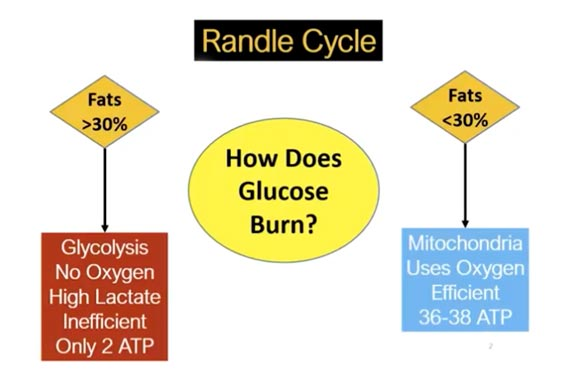 Randle Cycle
Fats
>30%
Fats
<30%
How Does
Glucose
Burn?
Glycolysis
No Oxygen
High Lactate
Inefficient
Only 2 ATP
Mitochondria
Uses Oxygen
Efficient
36-38 ATP
2